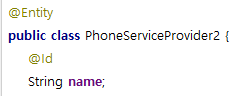 @Entity
public class PhoneServiceProvider2 {
@Id
String name;